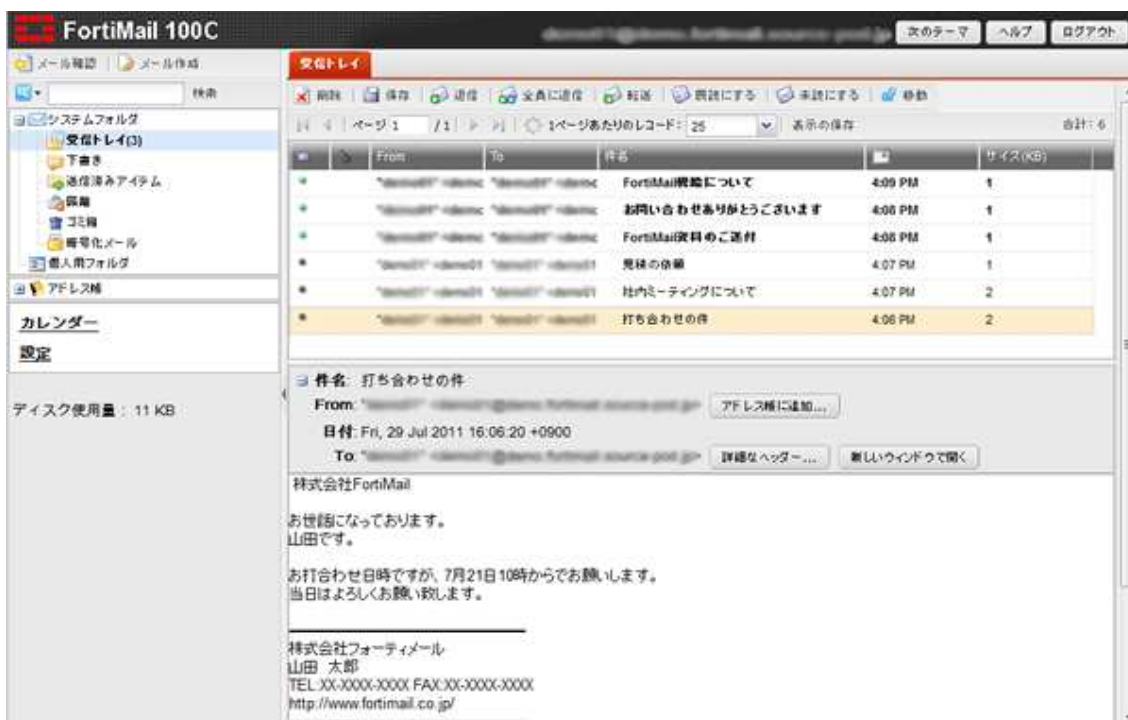 FortiMail 100C
次のテーマ
ヘルプ
ログアウト
メール確認
メール作成
検索
システムフォルダ
受信トレイ(3)
下書き
送信済みアイテム
隔離
ゴミ箱
暗号化メール
個人用フォルダ
アドレス帳
カレンダー
設定
ディスク使用量： 11 KB
受信トレイ
削除 保存 返信 全員に返信 転送 既読にする 未読にする 移動
ページ 1 /1 1ページあたりのレコード： 25 表示の保存 合計： 6
From To 件名 サイズ(KB)
FortiMail機能について 4:09 PM 1
お問い合わせありがとうございます 4:08 PM 1
FortiMail資料のご送付 4:08 PM 1
見積の依頼 4:07 PM 1
社内ミーティングについて 4:07 PM 2
打ち合わせの件 4:06 PM 2
件名: 打ち合わせの件
From: アドレス帳に追加...
日付: Fri, 29 Jul 2011 16:06:20 +0900
To: 詳細なヘッダー... 新しいウィンドウで開く
株式会社FortiMail
お世話になっております。
山田です。
お打合わせ日時ですが、7月21日10時からでお願いします。
当日はよろしくお願い致します。
株式会社フォーティメール
山田 太郎
TEL:XX-XXXX-XXXX FAX:XX-XXXX-XXXX
http://www.fortimail.co.jp/